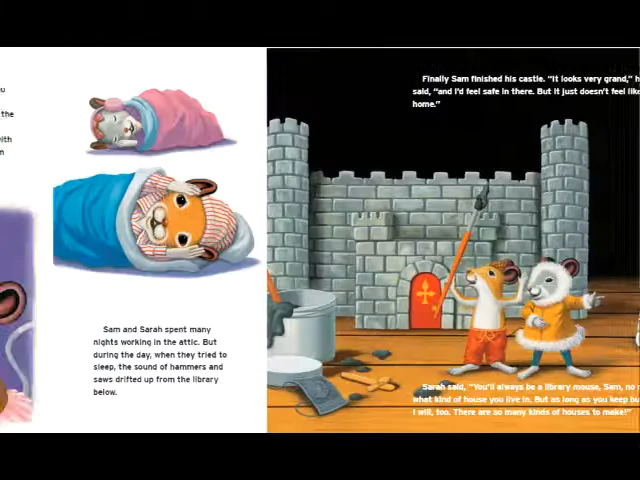 u
the
with
n
Sam and Sarah spent many
nights working in the attic. But
during the day, when they tried to
sleep, the sound of hammers and
saws drifted up from the library
below.
Finally Sam finished his castle. “It looks very grand,” h
said, “and I’d feel safe in there. But it just doesn’t feel like
home.”
Sarah said, “You’ll always be a library mouse, Sam, no
what kind of house you live in. But as long as you keep bu
I will, too. There are so many kinds of houses to make!”